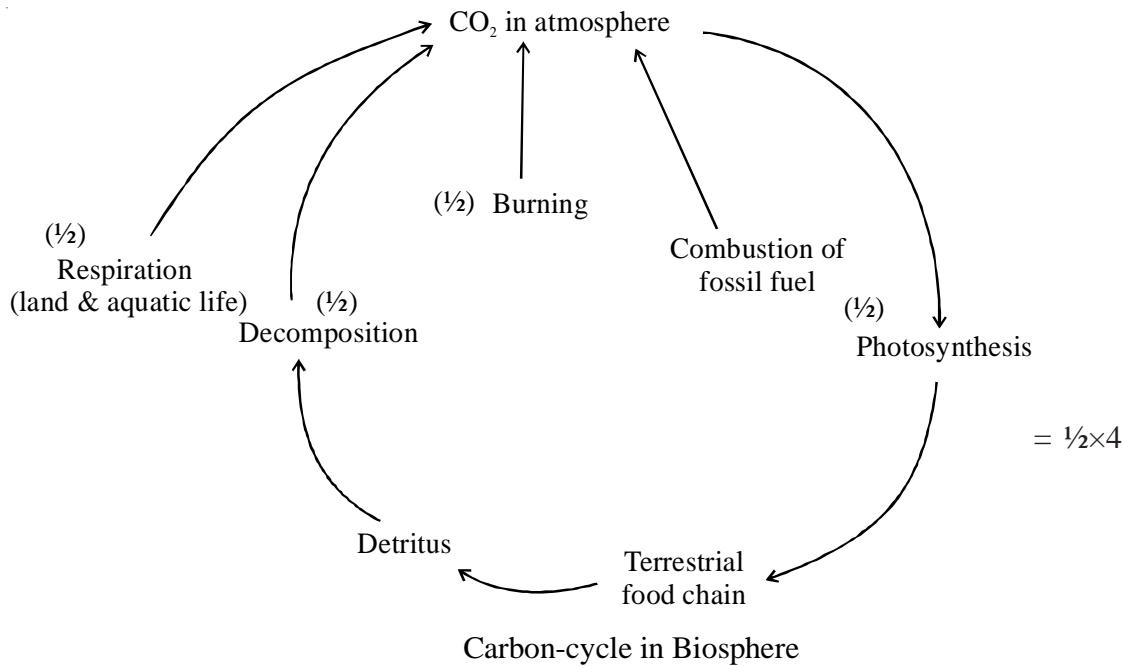 CO₂ in atmosphere
(½) Burning
(½)
Respiration
(land & aquatic life)
Combustion of
fossil fuel
(½)
Decomposition
(½)
Photosynthesis
= ½×4
Detritus
Terrestrial
food chain
Carbon-cycle in Biosphere